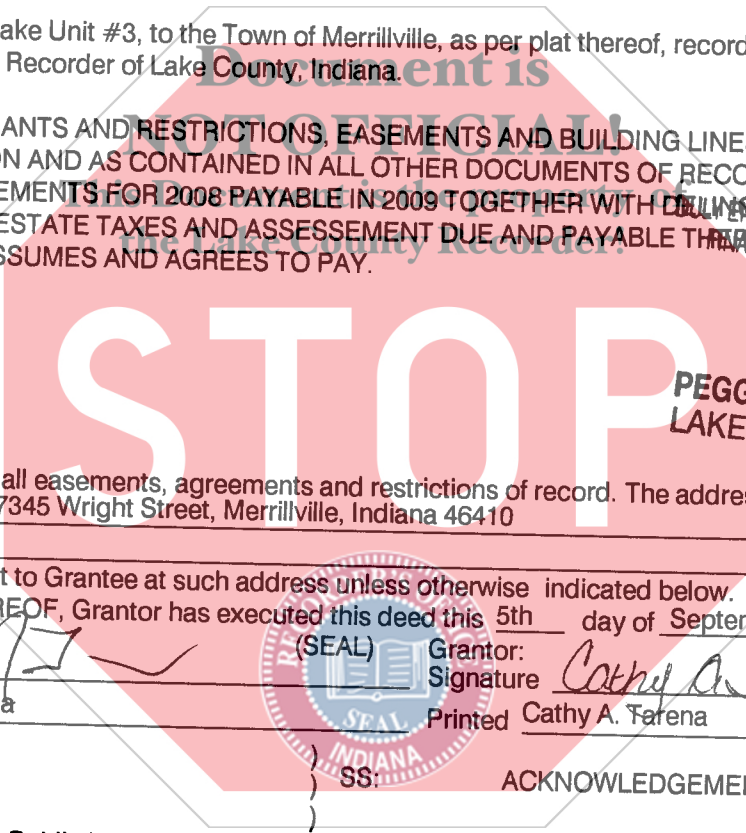 ake Unit #3, to the Town of Merrillville, as per plat thereof, record
Recorder of Lake County, Indiana.
Document is
NOT OFFICIAL!
ANTS AND RESTRICTIONS, EASEMENTS AND BUILDING LINES
ON AND AS CONTAINED IN ALL OTHER DOCUMENTS OF RECO
This Document is the property of
EMENTS FOR 2008 PAYABLE IN 2009 TOGETHER WITH
the Lake County Recorder!
ESTATE TAXES AND ASSESSEMENT DUE AND PAYABLE
SSUMES AND AGREES TO PAY.
STOP
PEGG
LAKE
all easements, agreements and restrictions of record. The addres
7345 Wright Street, Merrillville, Indiana 46410
t to Grantee at such address unless otherwise indicated below.
REOF, Grantor has executed this deed this 5th day of Septem
(SEAL) Grantor:
Signature Cathy A.
a
Printed Cathy A. Tarena
RECORDER'S OFFICE
SEAL
INDIANA
) SS: ACKNOWLEDGEMEN
)
)